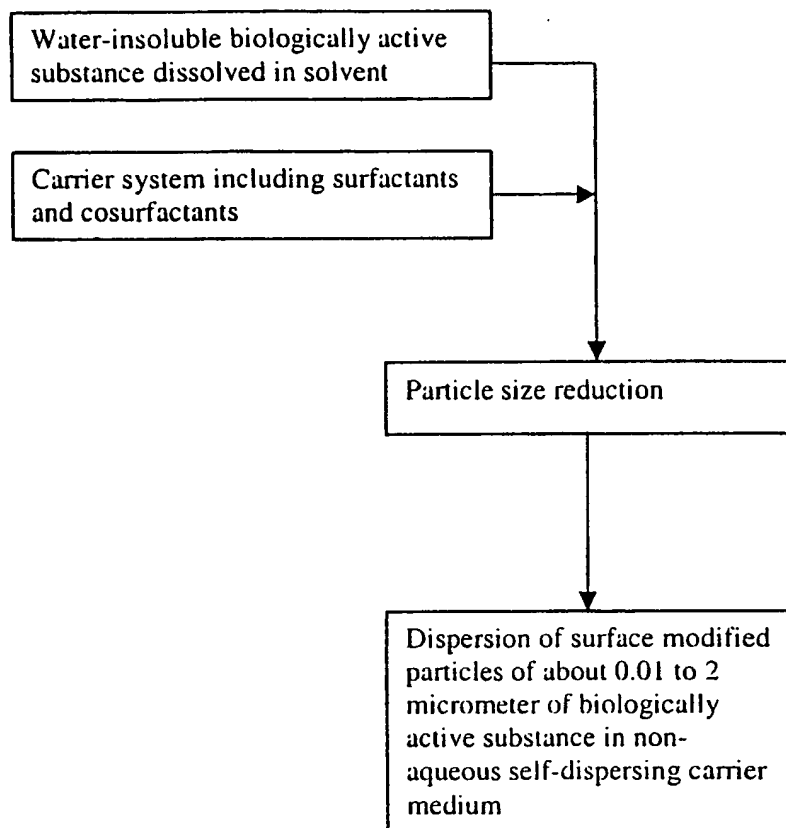 Water-insoluble biologically active
substance dissolved in solvent
Carrier system including surfactants
and cosurfactants
Particle size reduction
Dispersion of surface modified
particles of about 0.01 to 2
micrometer of biologically
active substance in non-
aqueous self-dispersing carrier
medium